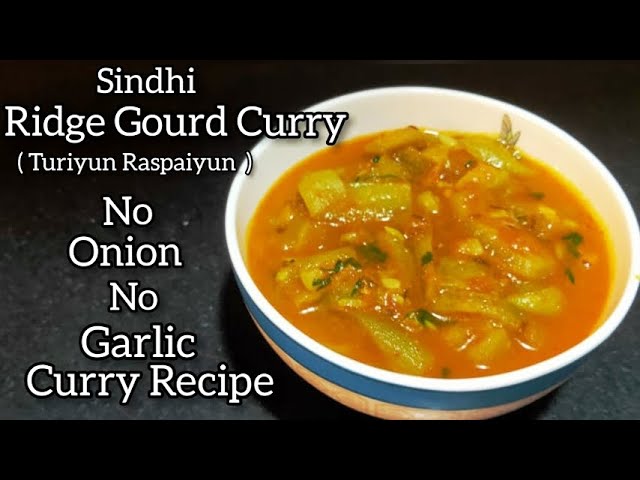 Sindhi
Ridge Gourd Curry
( Turiyun Raspaiyun )
No
Onion
No
Garlic
Curry Recipe